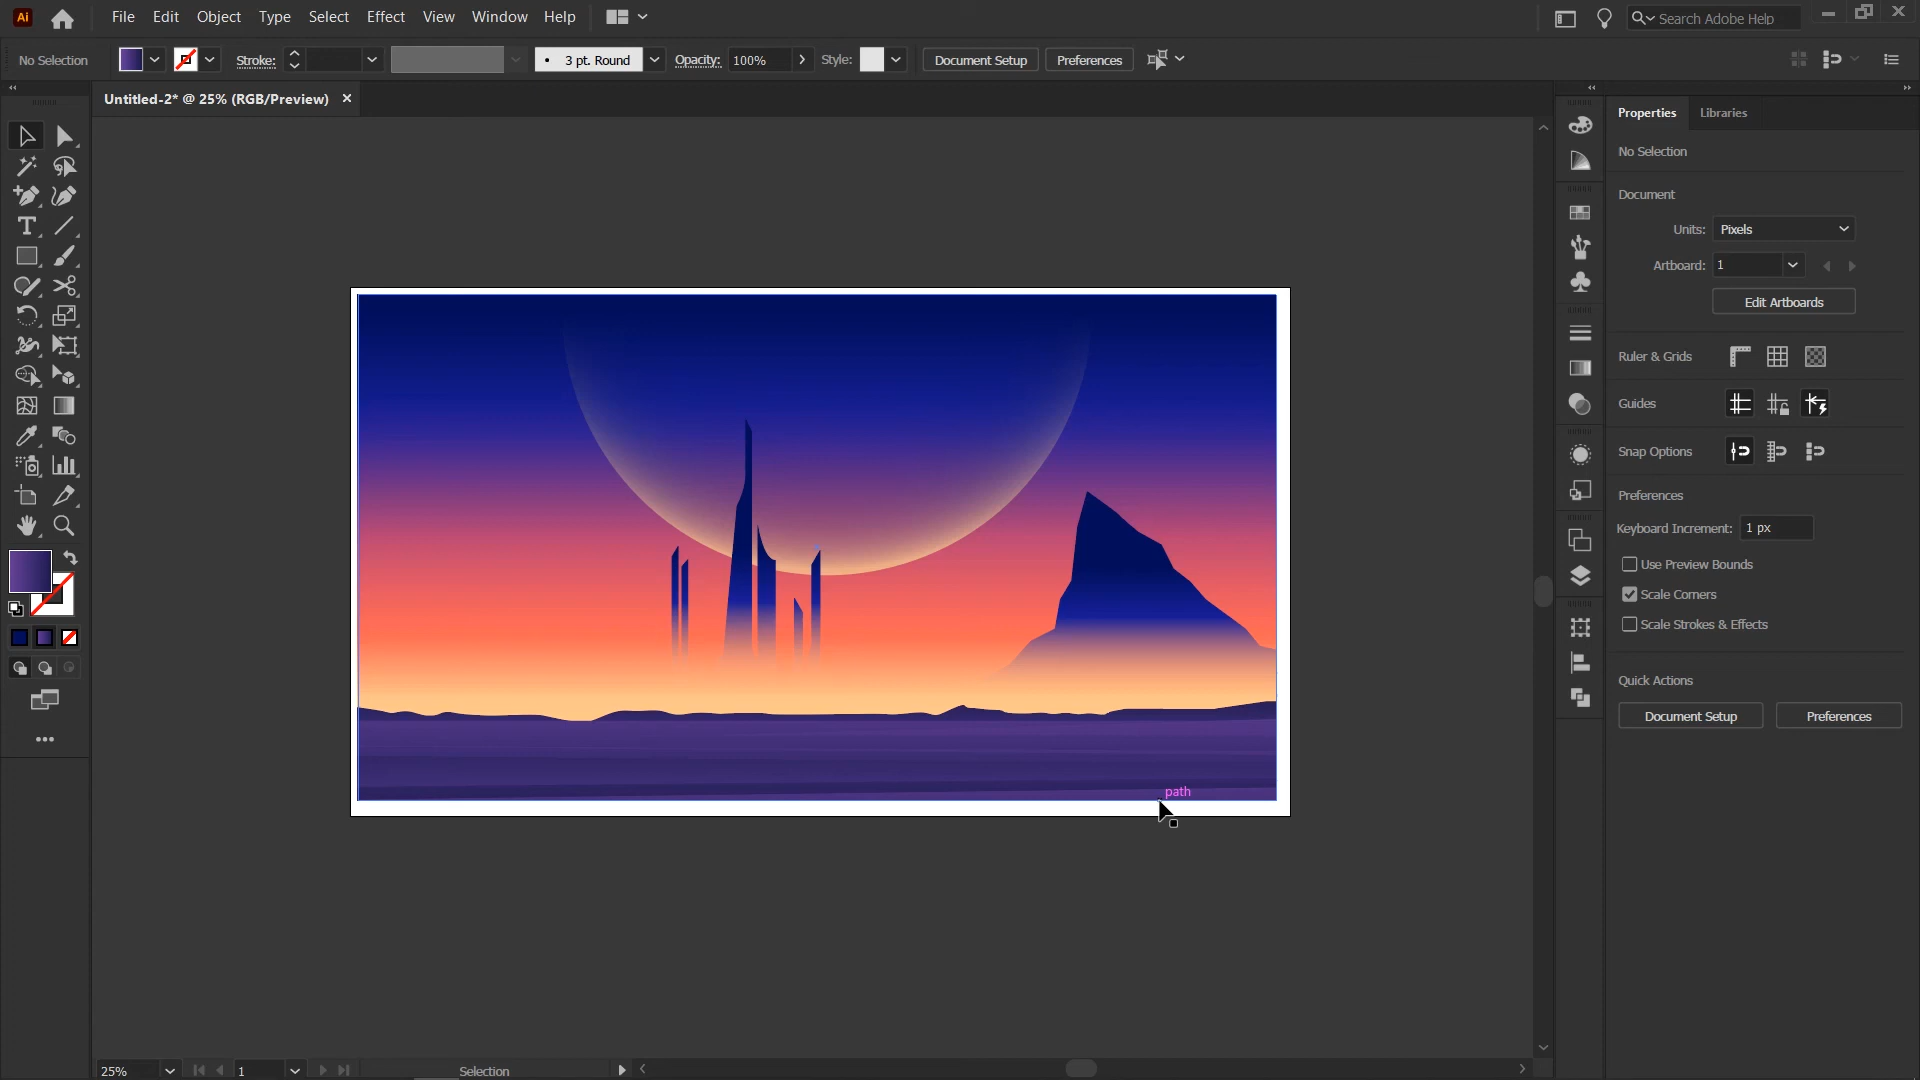 Ai File Edit Object Type Select Effect View Window Help Search Adobe Help
No Selection Stroke: 3 pt. Round Opacity: 100% Style: Document Setup Preferences
Untitled-2* @ 25% (RGB/Preview)
Properties Libraries
No Selection
Document
Units: Pixels
Artboard: 1
Edit Artboards
Ruler & Grids
Guides
Snap Options
Preferences
Keyboard Increment: 1 px
Use Preview Bounds
Scale Corners
Scale Strokes & Effects
Quick Actions
Document Setup Preferences
path
25% 1 Selection